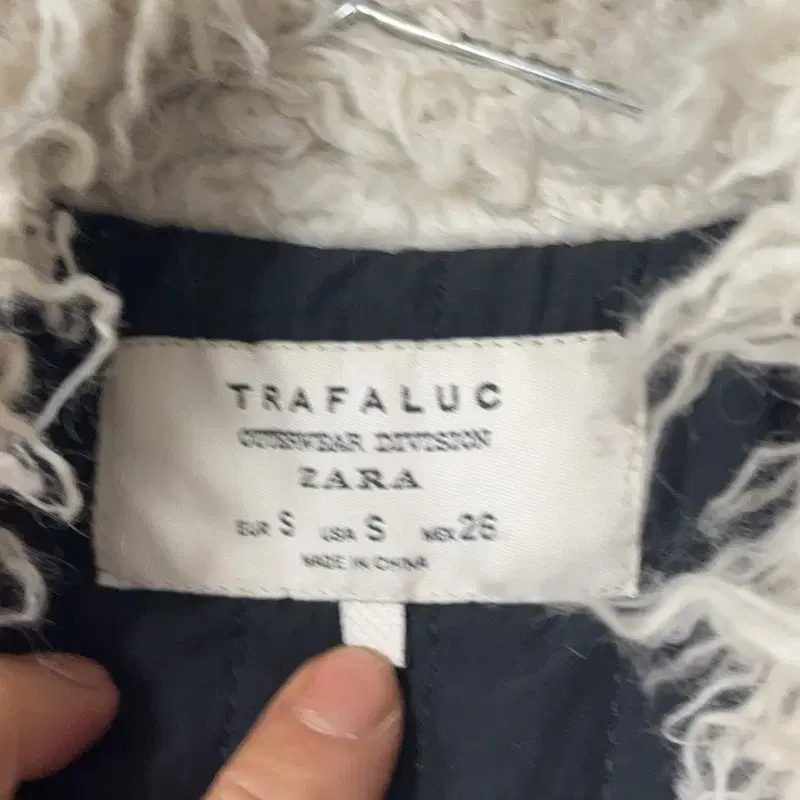 TRAFALUC
OUTERWEAR DIVISION
ZARA
EUR S USA S MEX 26
MADE IN CHINA